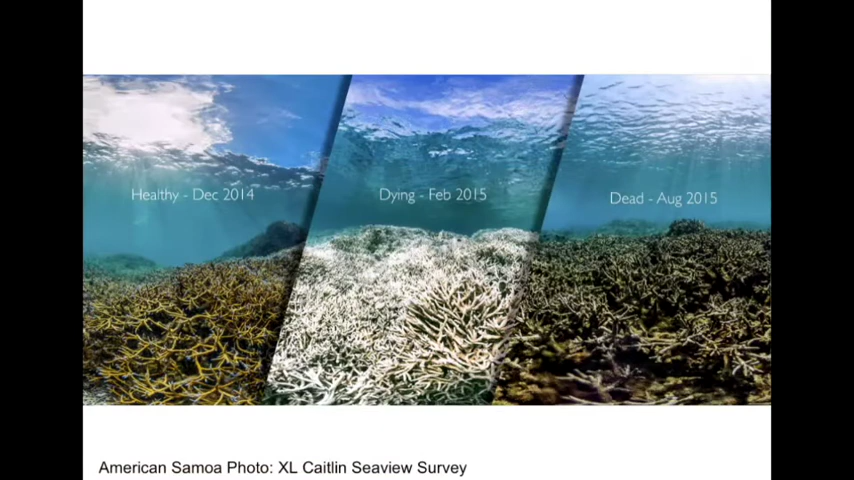 Healthy - Dec 2014
Dying - Feb 2015
Dead - Aug 2015
American Samoa Photo: XL Caitlin Seaview Survey